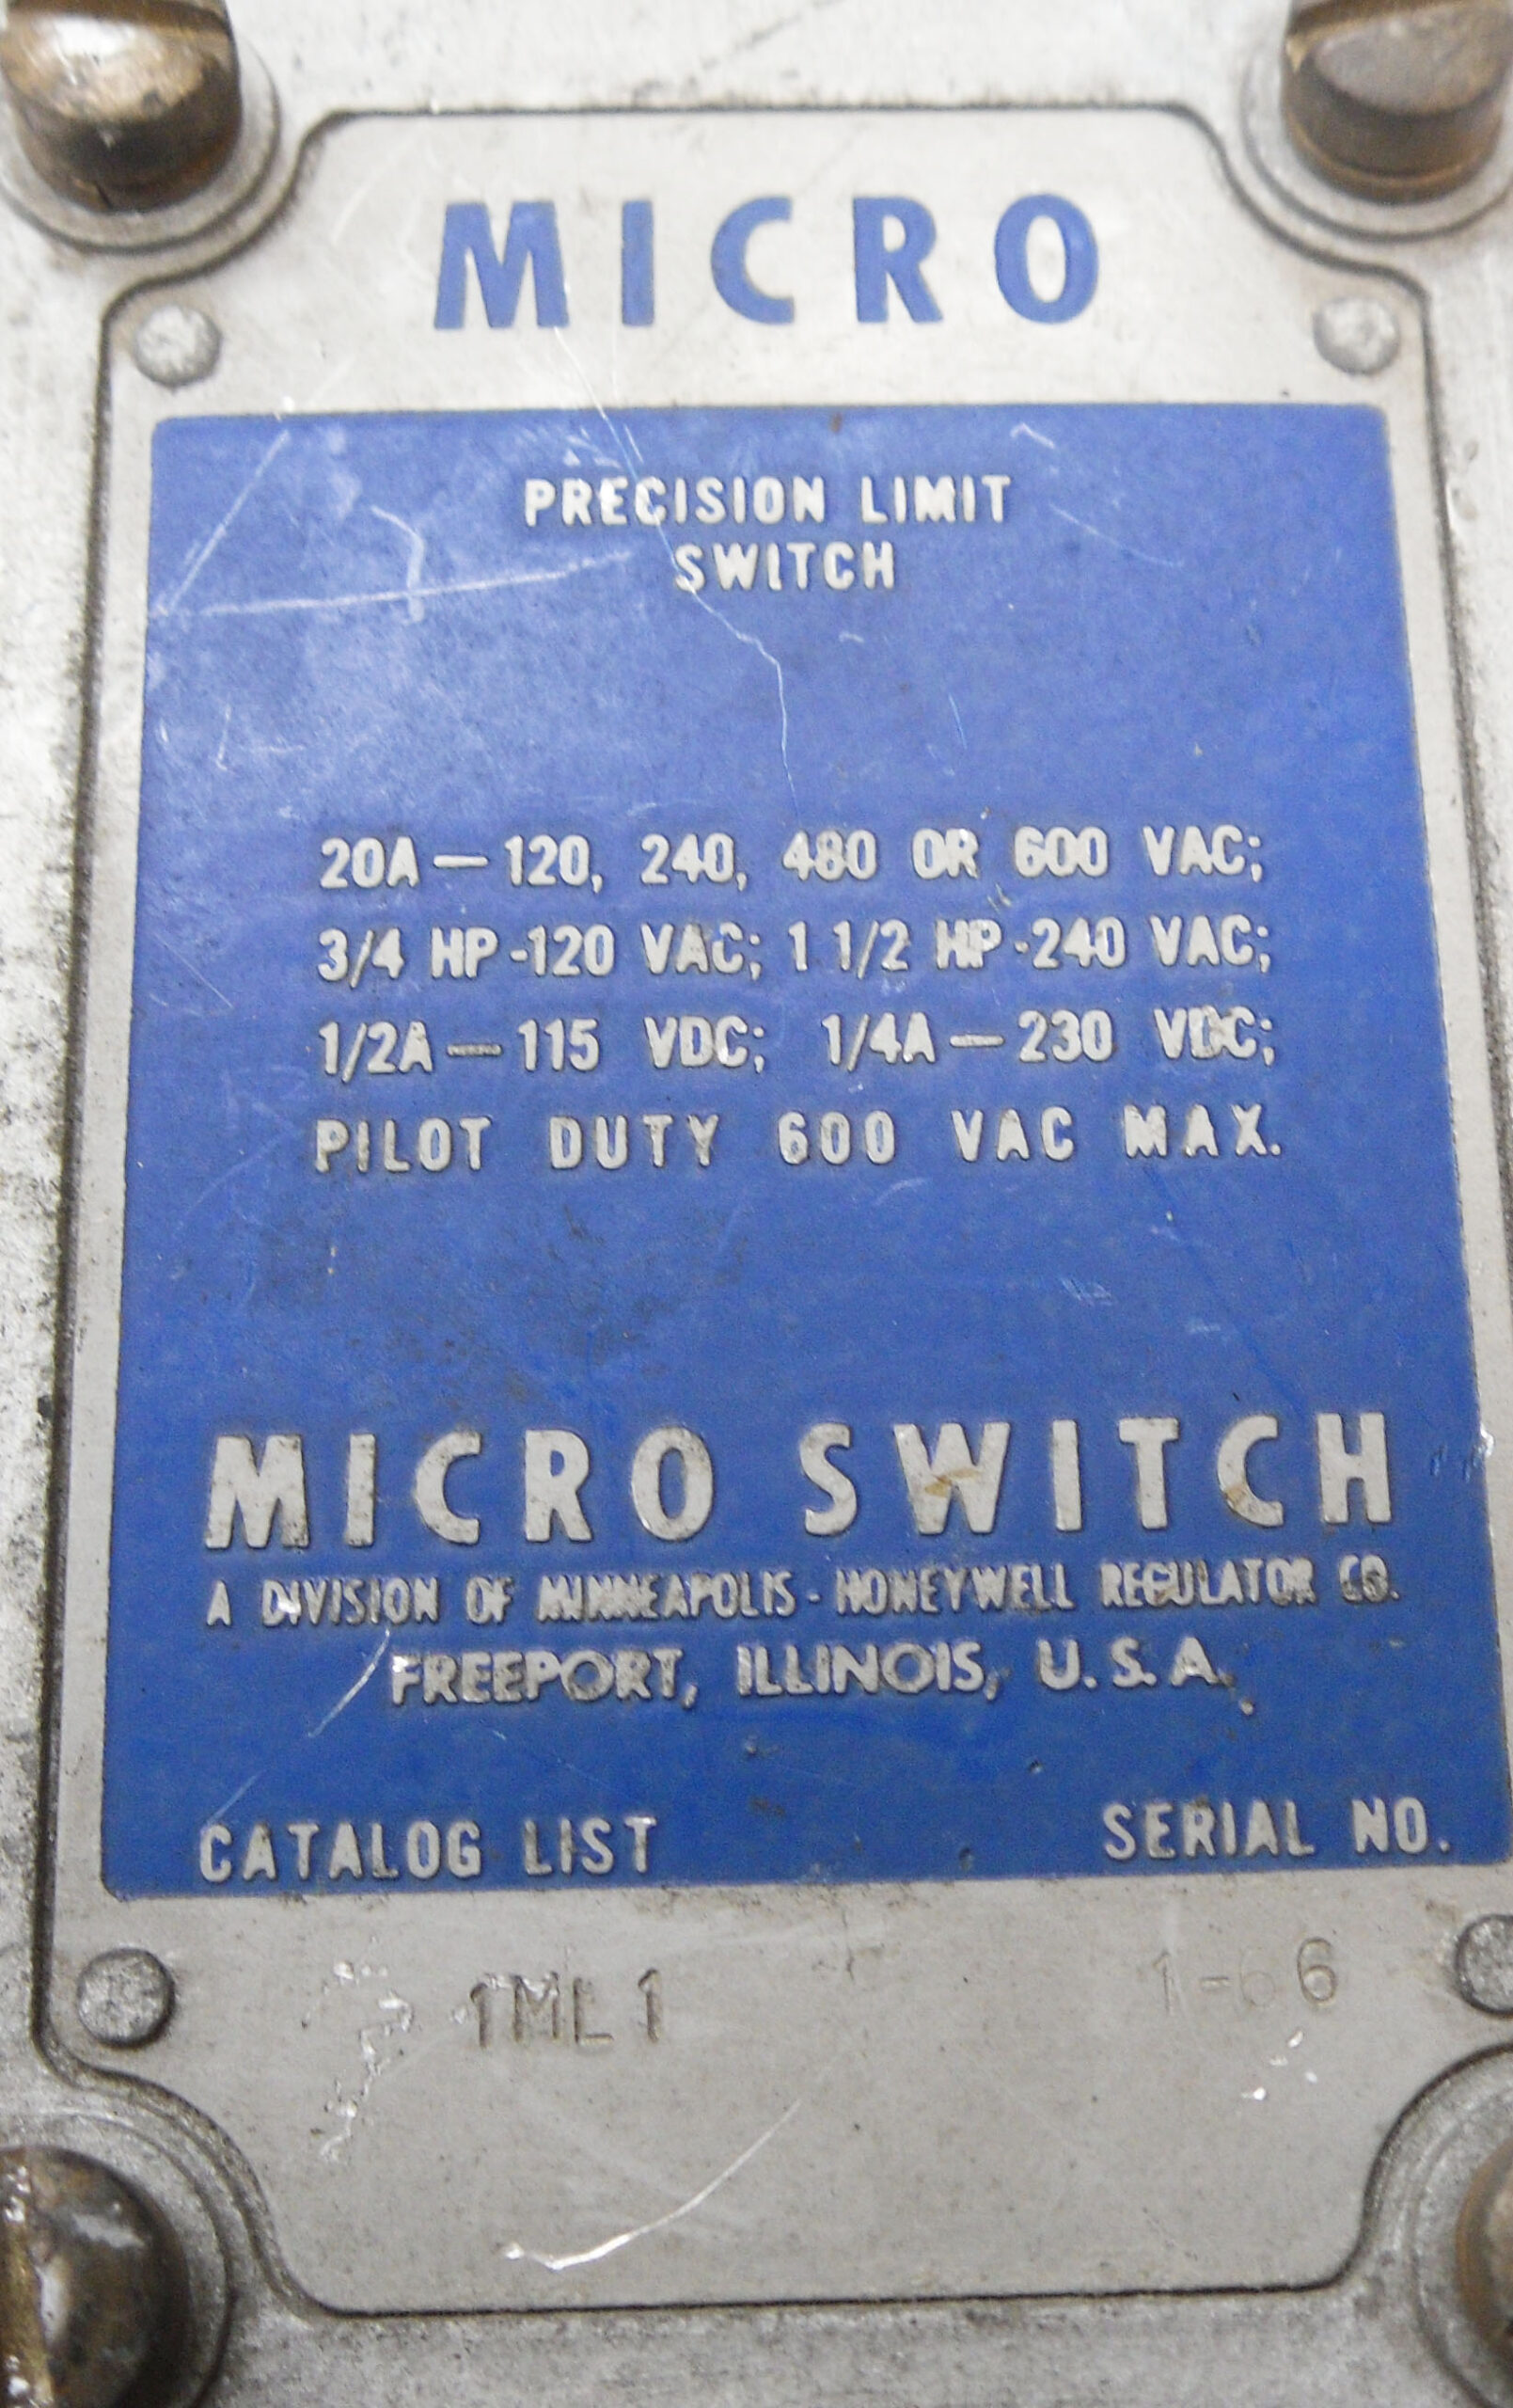 MICRO
PRECISION LIMIT
SWITCH
20A — 120, 240, 480 OR 600 VAC;
3/4 HP -120 VAC; 1 1/2 HP -240 VAC;
1/2A — 115 VDC; 1/4A — 230 VDC;
PILOT DUTY 600 VAC MAX.
MICRO SWITCH
A DIVISION OF MINNEAPOLIS - HONEYWELL REGULATOR CO.
FREEPORT, ILLINOIS, U.S.A.
CATALOG LIST SERIAL NO.
1ML1 1-66